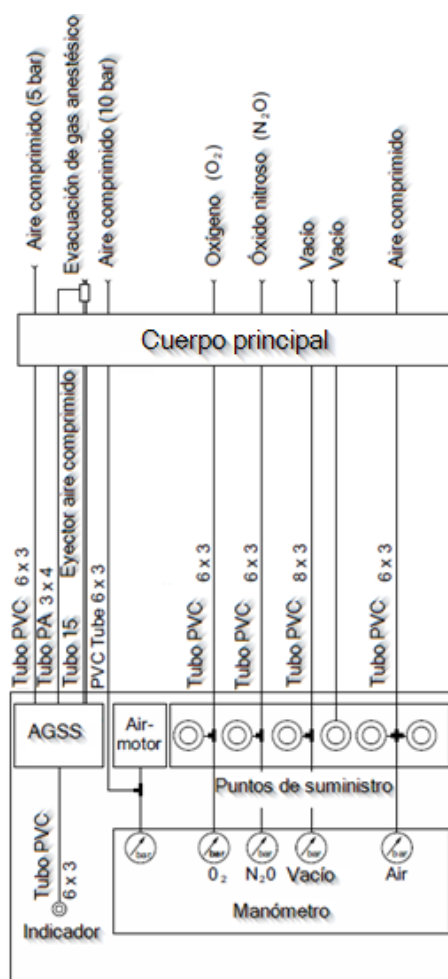 Aire comprimido (5 bar)
Evacuación de gas anestésico
Aire comprimido (10 bar)
Oxígeno (O₂)
Óxido nitroso (N₂O)
Vacío
Vacío
Aire comprimido
Cuerpo principal
Tubo PVC 6 x 3
Tubo PA 3 x 4
Tubo 15
Eyector aire comprimido
PVC Tube 6 x 3
Tubo PVC 6 x 3
Tubo PVC 6 x 3
Tubo PVC 8 x 3
Tubo PVC 6 x 3
AGSS
Air-
motor
Puntos de suministro
Tubo PVC 6 x 3
Indicador
bar
bar
bar
bar
bar
O₂
N₂O
Vacío
Air
Manómetro